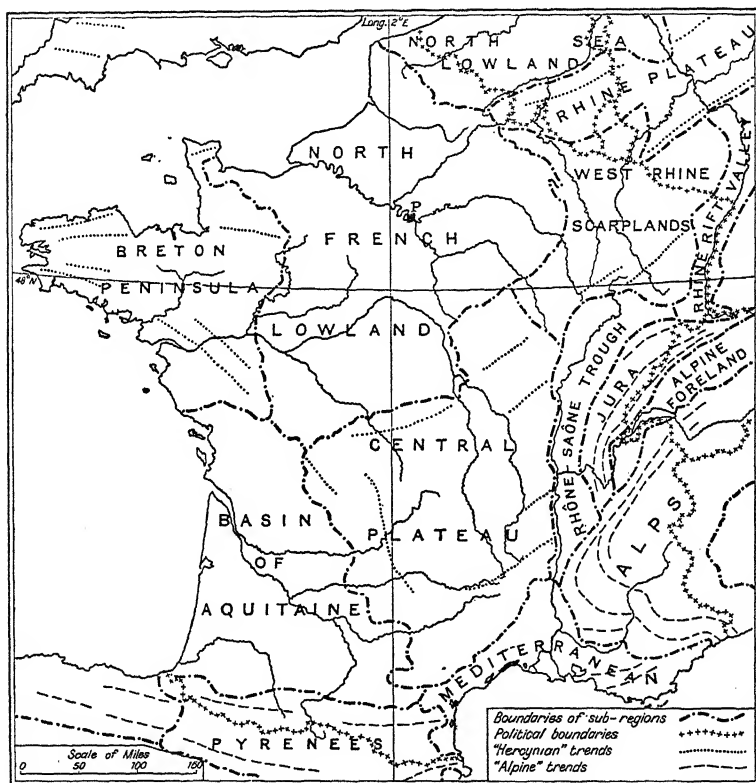 Long. 2°E
NORTH SEA
LOWLAND
RHINE PLATEAU
NORTH
WEST RHINE
P
SCARPLANDS
RHINE RIFT VALLEY
FRENCH
BRETON
48°N
PENINSULA
LOWLAND
RHÔNE-SAÔNE TROUGH
JURA
ALPINE
FORELAND
CENTRAL
BASIN
PLATEAU
ALPS
OF
AQUITAINE
MEDITERRANEAN
PYRENEES
Boundaries of sub-regions
Political boundaries
"Hercynian" trends
"Alpine" trends
Scale of Miles
0 50 100 160